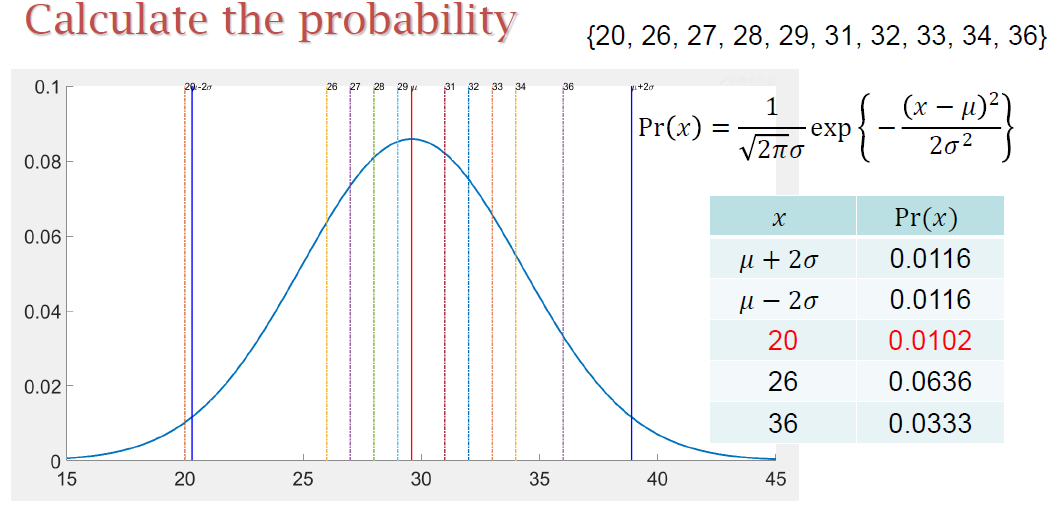 Calculate the probability
{20, 26, 27, 28, 29, 31, 32, 33, 34, 36}
20 μ-2σ 26 27 28 29 μ 31 32 33 34 36 μ+2σ
0.1
0.08
0.06
0.04
0.02
0
15 20 25 30 35 40 45
Pr(x) = 1/(√2π σ) exp{ − (x − μ)² / 2σ² }
x Pr(x)
μ + 2σ 0.0116
μ − 2σ 0.0116
20 0.0102
26 0.0636
36 0.0333